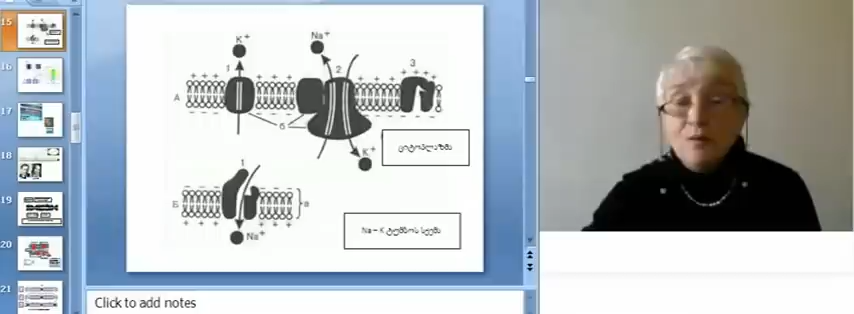 15
16
17
18
19
20
21
K⁺
Na⁺
1
2
3
А
б
K⁺
ციტოპლაზმა
1
Б
в
Na⁺
Na – K ტუმბოს სქემა
Click to add notes